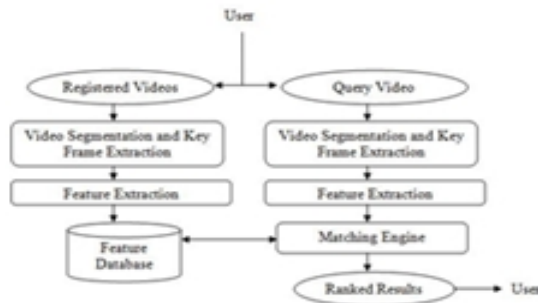 User
Registered Videos
Query Video
Video Segmentation and Key
Frame Extraction
Video Segmentation and Key
Frame Extraction
Feature Extraction
Feature Extraction
Feature
Database
Matching Engine
Ranked Results
User